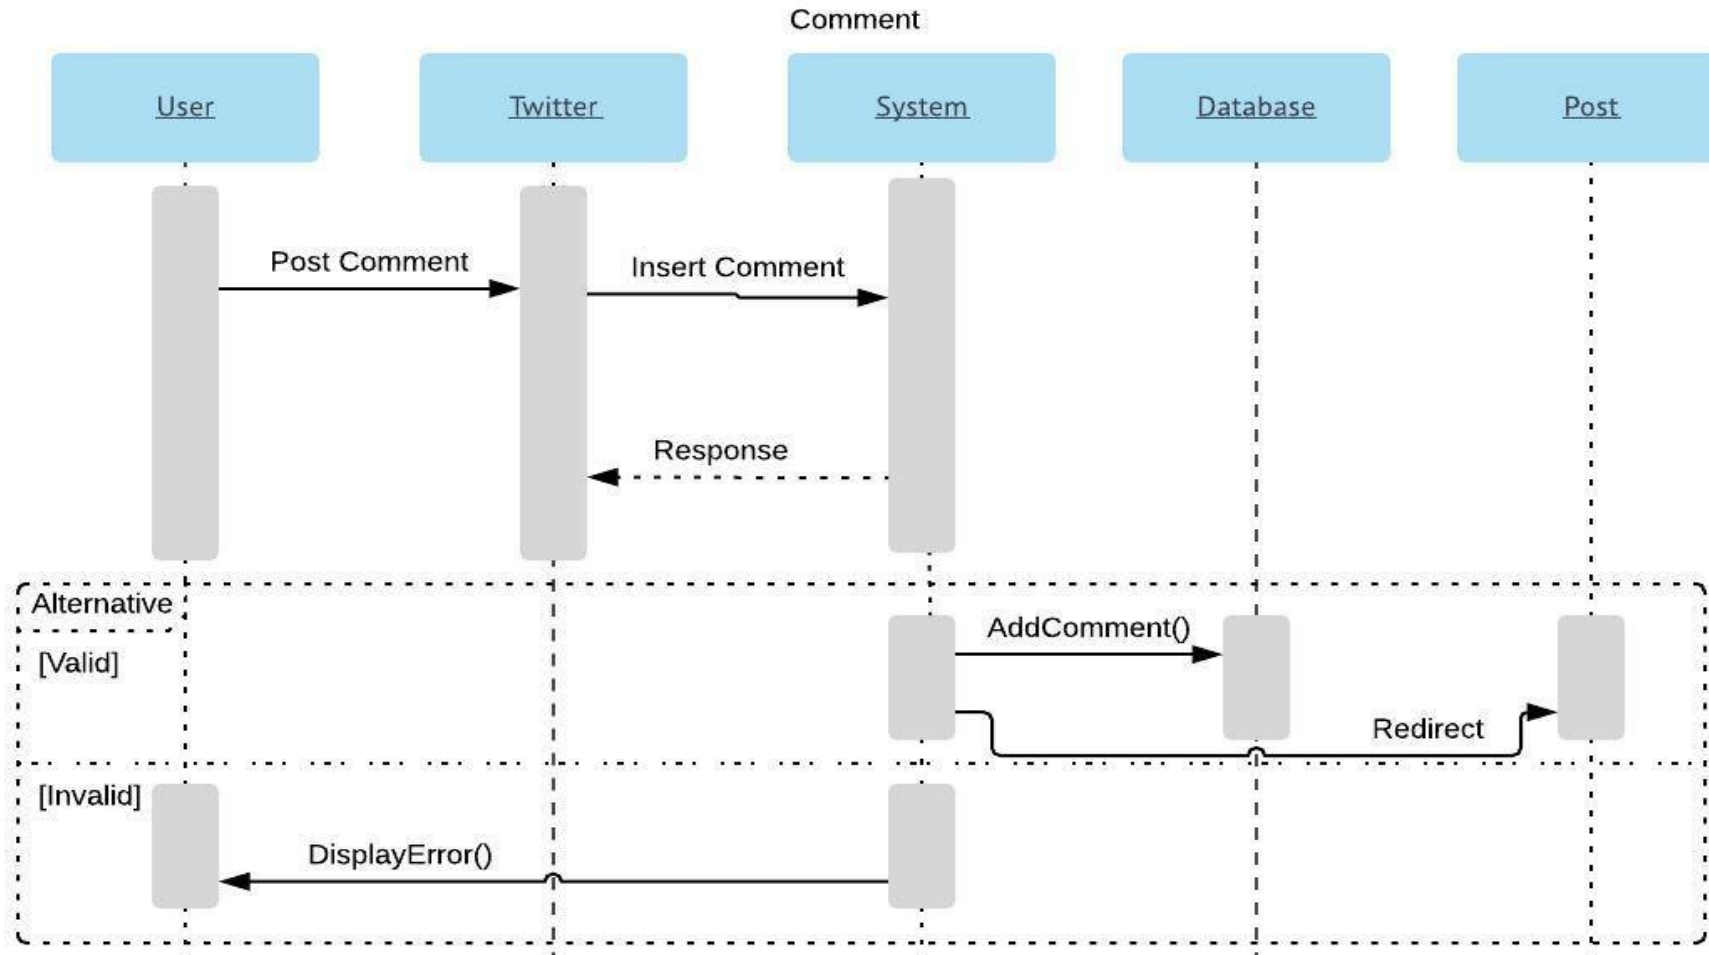 Comment
User
Twitter
System
Database
Post
Post Comment
Insert Comment
Response
Alternative
AddComment()
[Valid]
Redirect
[Invalid]
DisplayError()